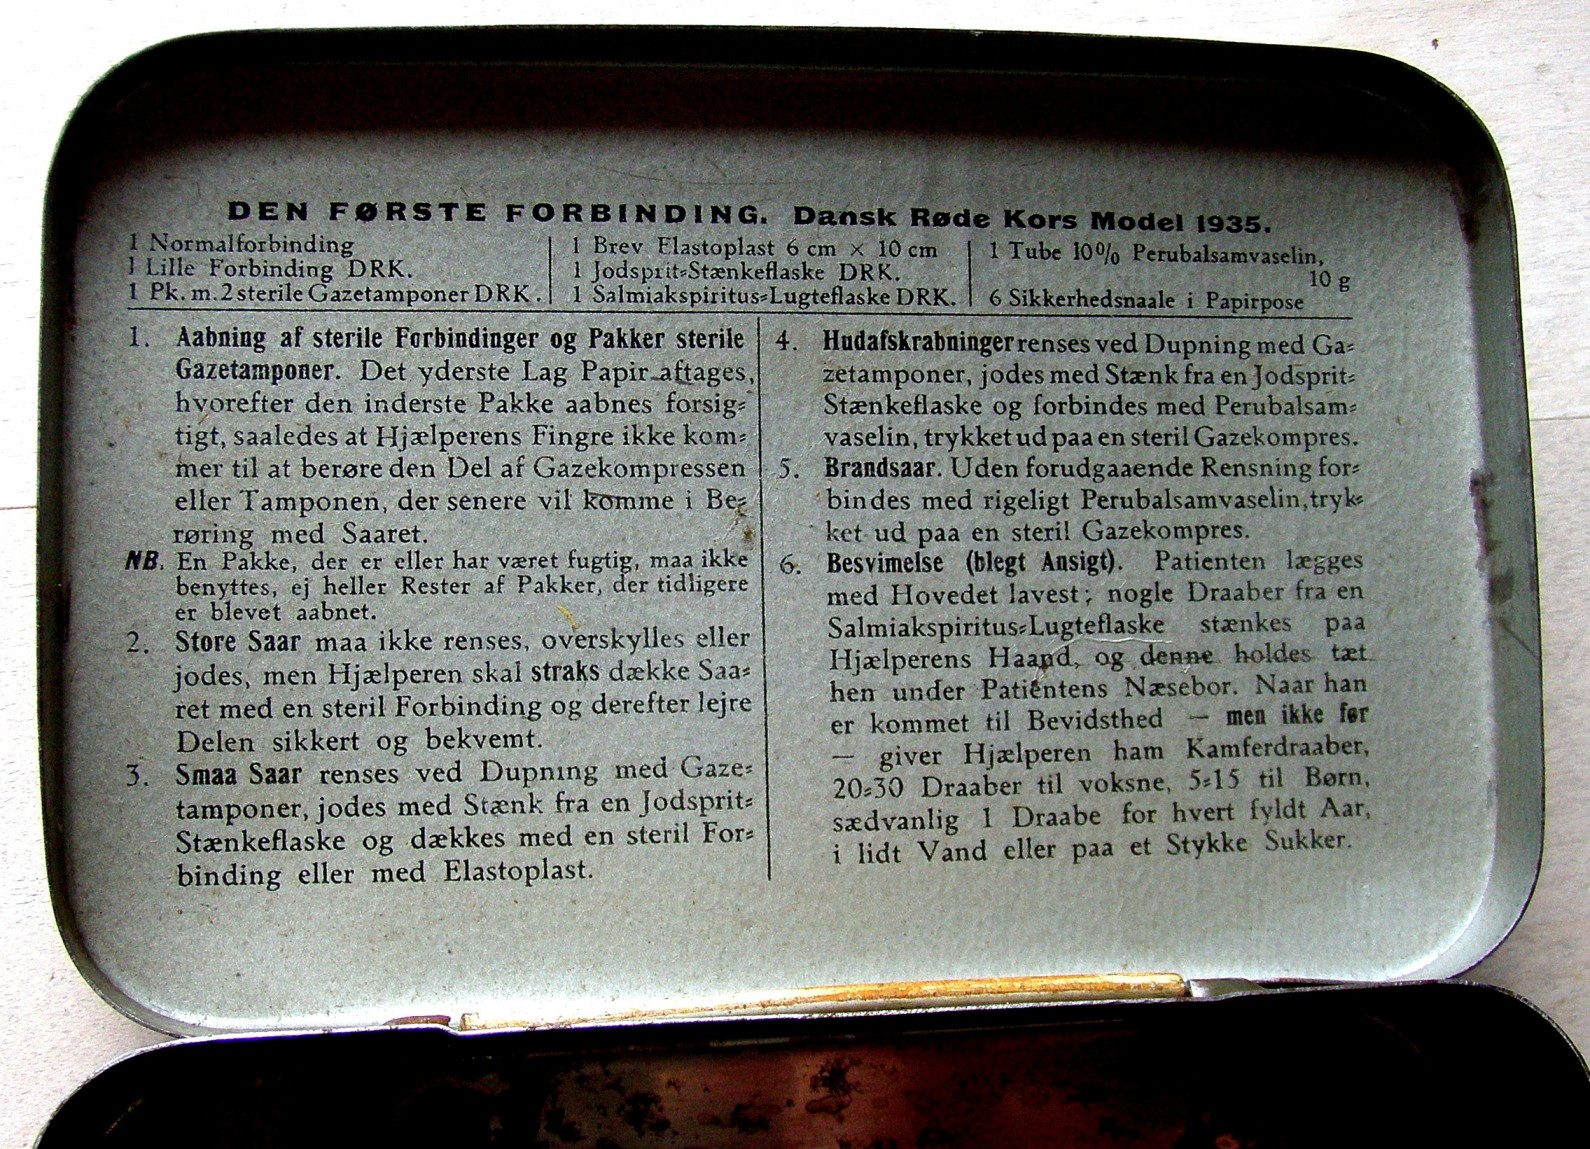 DEN FØRSTE FORBINDING. Dansk Røde Kors Model 1935.
1 Normalforbinding
1 Lille Forbinding DRK.
1 Pk. m. 2 sterile Gazetamponer DRK.
1 Brev Elastoplast 6 cm × 10 cm
1 Jodsprit=Stænkeflaske DRK.
1 Salmiakspiritus=Lugteflaske DRK.
1 Tube 10% Perubalsamvaselin,
10 g
6 Sikkerhedsnaale i Papirpose
1. Aabning af sterile Forbindinger og Pakker sterile
Gazetamponer. Det yderste Lag Papir aftages,
hvorefter den inderste Pakke aabnes forsig=
tigt, saaledes at Hjælperens Fingre ikke kom=
mer til at berøre den Del af Gazekompressen
eller Tamponen, der senere vil komme i Be=
røring med Saaret.
NB. En Pakke, der er eller har været fugtig, maa ikke
benyttes, ej heller Rester af Pakker, der tidligere
er blevet aabnet.
2. Store Saar maa ikke renses, overskylles eller
jodes, men Hjælperen skal straks dække Saa=
ret med en steril Forbinding og derefter lejre
Delen sikkert og bekvemt.
3. Smaa Saar renses ved Dupning med Gaze=
tamponer, jodes med Stænk fra en Jodsprit=
Stænkeflaske og dækkes med en steril For=
binding eller med Elastoplast.
4. Hudafskrabninger renses ved Dupning med Ga=
zetamponer, jodes med Stænk fra en Jodsprit=
Stænkeflaske og forbindes med Perubalsam=
vaselin, trykket ud paa en steril Gazekompres.
5. Brandsaar. Uden forudgaaende Rensning for=
bindes med rigeligt Perubalsamvaselin, tryk=
ket ud paa en steril Gazekompres.
6. Besvimelse (blegt Ansigt). Patienten lægges
med Hovedet lavest; nogle Draaber fra en
Salmiakspiritus=Lugteflaske stænkes paa
Hjælperens Haand, og denne holdes tæt
hen under Patientens Næsebor. Naar han
er kommet til Bevidsthed — men ikke før
— giver Hjælperen ham Kamferdraaber,
20=30 Draaber til voksne, 5=15 til Børn,
sædvanlig 1 Draabe for hvert fyldt Aar,
i lidt Vand eller paa et Stykke Sukker.